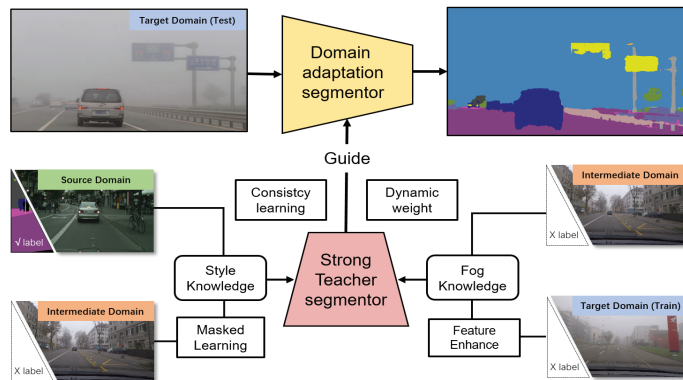 Target Domain (Test)
Domain
adaptation
segmentor
Guide
Source Domain
√ label
Consistcy
learning
Dynamic
weight
Intermediate Domain
X label
Style
Knowledge
Strong
Teacher
segmentor
Fog
Knowledge
Intermediate Domain
X label
Masked
Learning
Feature
Enhance
Target Domain (Train)
X label